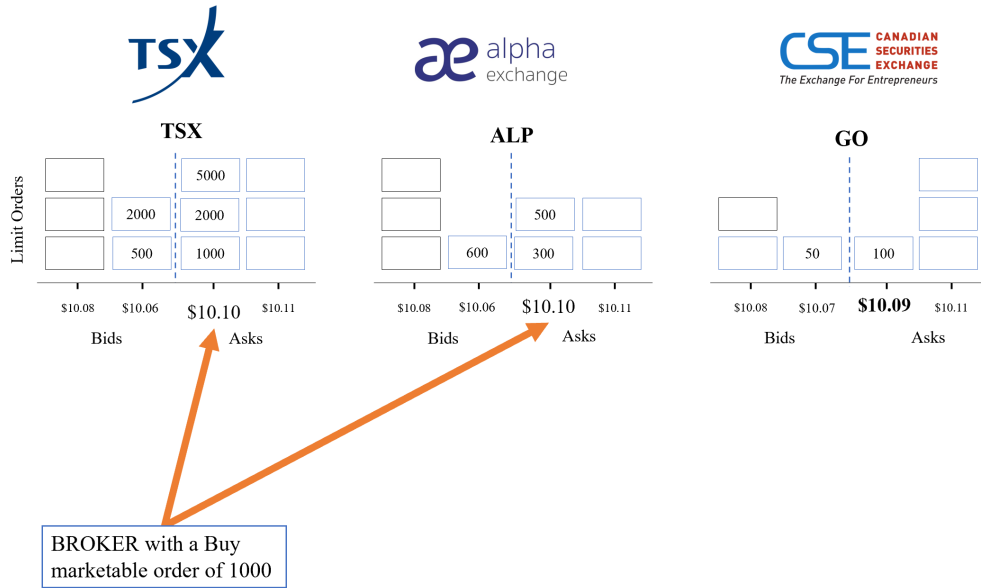 TSX
alpha
exchange
CSE
CANADIAN
SECURITIES
EXCHANGE
The Exchange For Entrepreneurs
TSX
ALP
GO
Limit Orders
5000
2000
2000
500
1000
$10.08
$10.06
$10.10
$10.11
Bids
Asks
500
600
300
$10.08
$10.06
$10.10
$10.11
Bids
Asks
50
100
$10.08
$10.07
$10.09
$10.11
Bids
Asks
BROKER with a Buy
marketable order of 1000